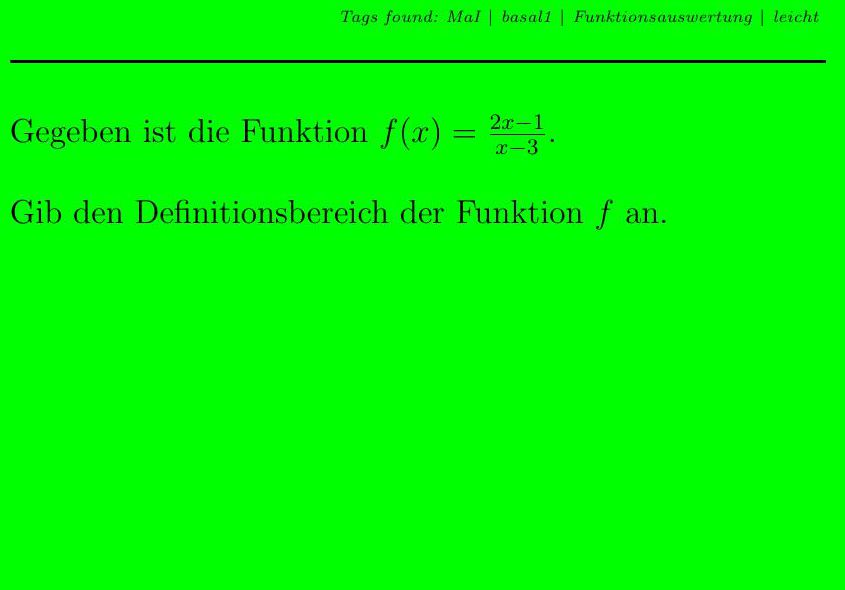 Tags found: MaI | basal1 | Funktionsauswertung | leicht
Gegeben ist die Funktion f(x) = \frac{2x-1}{x-3}.
Gib den Definitionsbereich der Funktion f an.